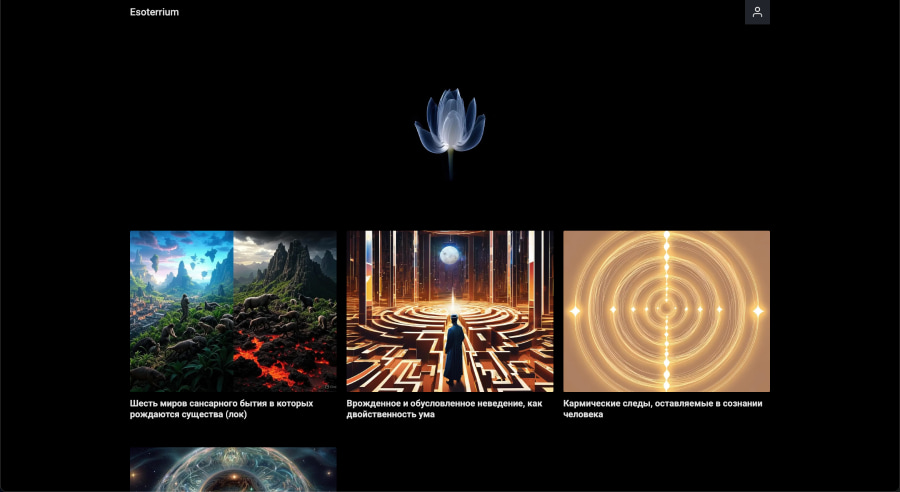 Esoterrium
Шесть миров сансарного бытия в которых
рождаются существа (лок)
Врожденное и обусловленное неведение, как
двойственность ума
Кармические следы, оставляемые в сознании
человека